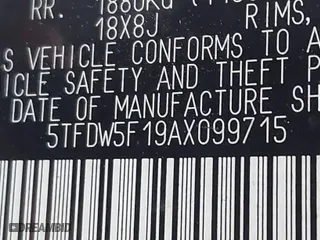 RR. 1880KG
18X8J RIMS,
S VEHICLE CONFORMS TO A
ICLE SAFETY AND THEFT P
DATE OF MANUFACTURE SH
5TFDW5F19AX099715
DREAMBID